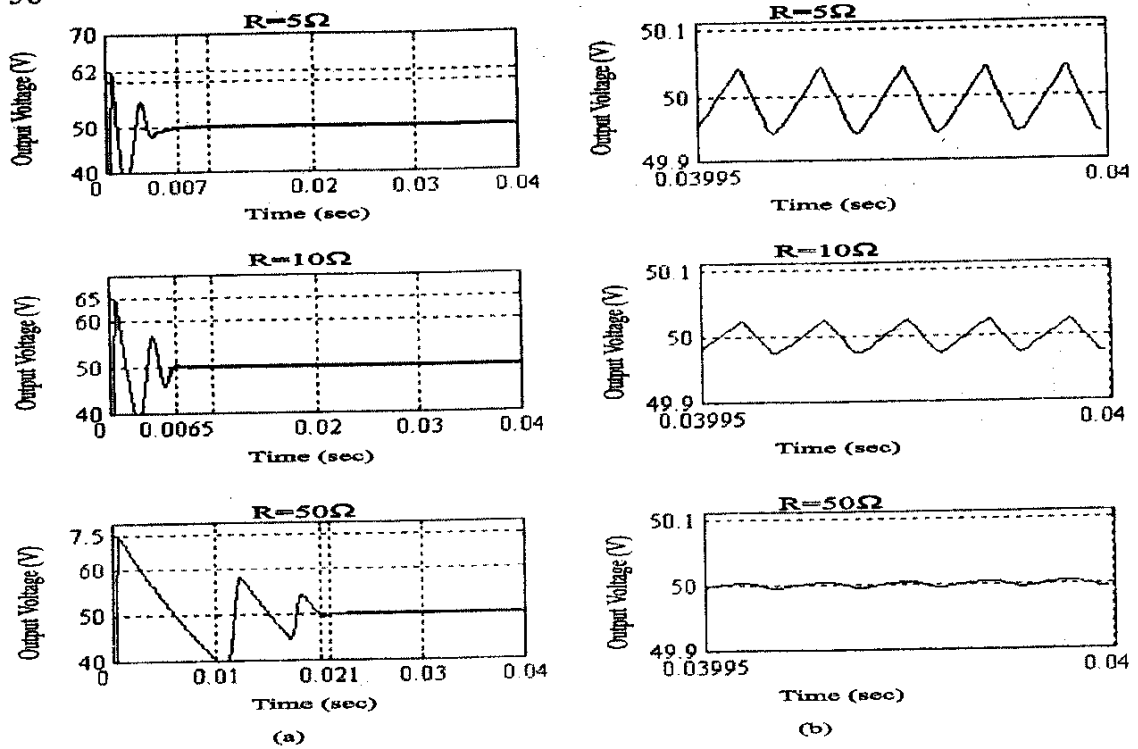 R=5Ω
Output Voltage (V)
70
62
50
40
0
0.007
0.02
0.03
0.04
Time (sec)
R=5Ω
Output Voltage (V)
50.1
50
49.9
0.03995
0.04
Time (sec)
R=10Ω
Output Voltage (V)
65
60
50
40
0
0.0065
0.02
0.03
0.04
Time (sec)
R=10Ω
Output Voltage (V)
50.1
50
49.9
0.03995
0.04
Time (sec)
R=50Ω
Output Voltage (V)
7.5
60
50
40
0
0.01
0.021
0.03
0.04
Time (sec)
(a)
R=50Ω
Output Voltage (V)
50.1
50
49.9
0.03995
0.04
Time (sec)
(b)